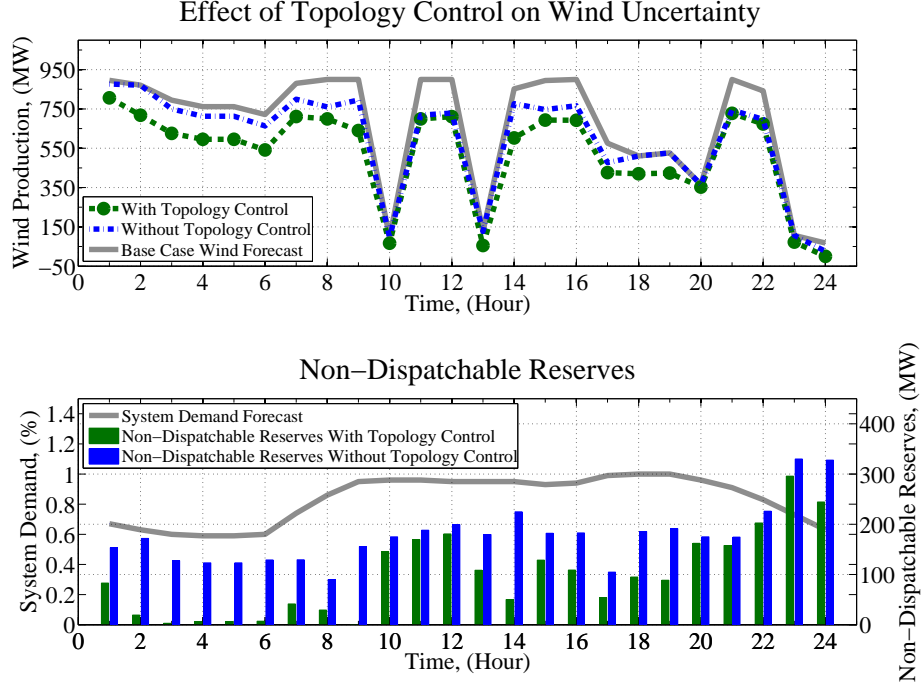 Effect of Topology Control on Wind Uncertainty
Wind Production, (MW)
950
750
550
350
150
−50
With Topology Control
Without Topology Control
Base Case Wind Forecast
0 2 4 6 8 10 12 14 16 18 20 22 24
Time, (Hour)
Non−Dispatchable Reserves
System Demand, (%)
1.4
1.2
1
0.8
0.6
0.4
0.2
0
System Demand Forecast
Non−Dispatchable Reserves With Topology Control
Non−Dispatchable Reserves Without Topology Control
400
300
200
100
0
Non−Dispatchable Reserves, (MW)
0 2 4 6 8 10 12 14 16 18 20 22 24
Time, (Hour)